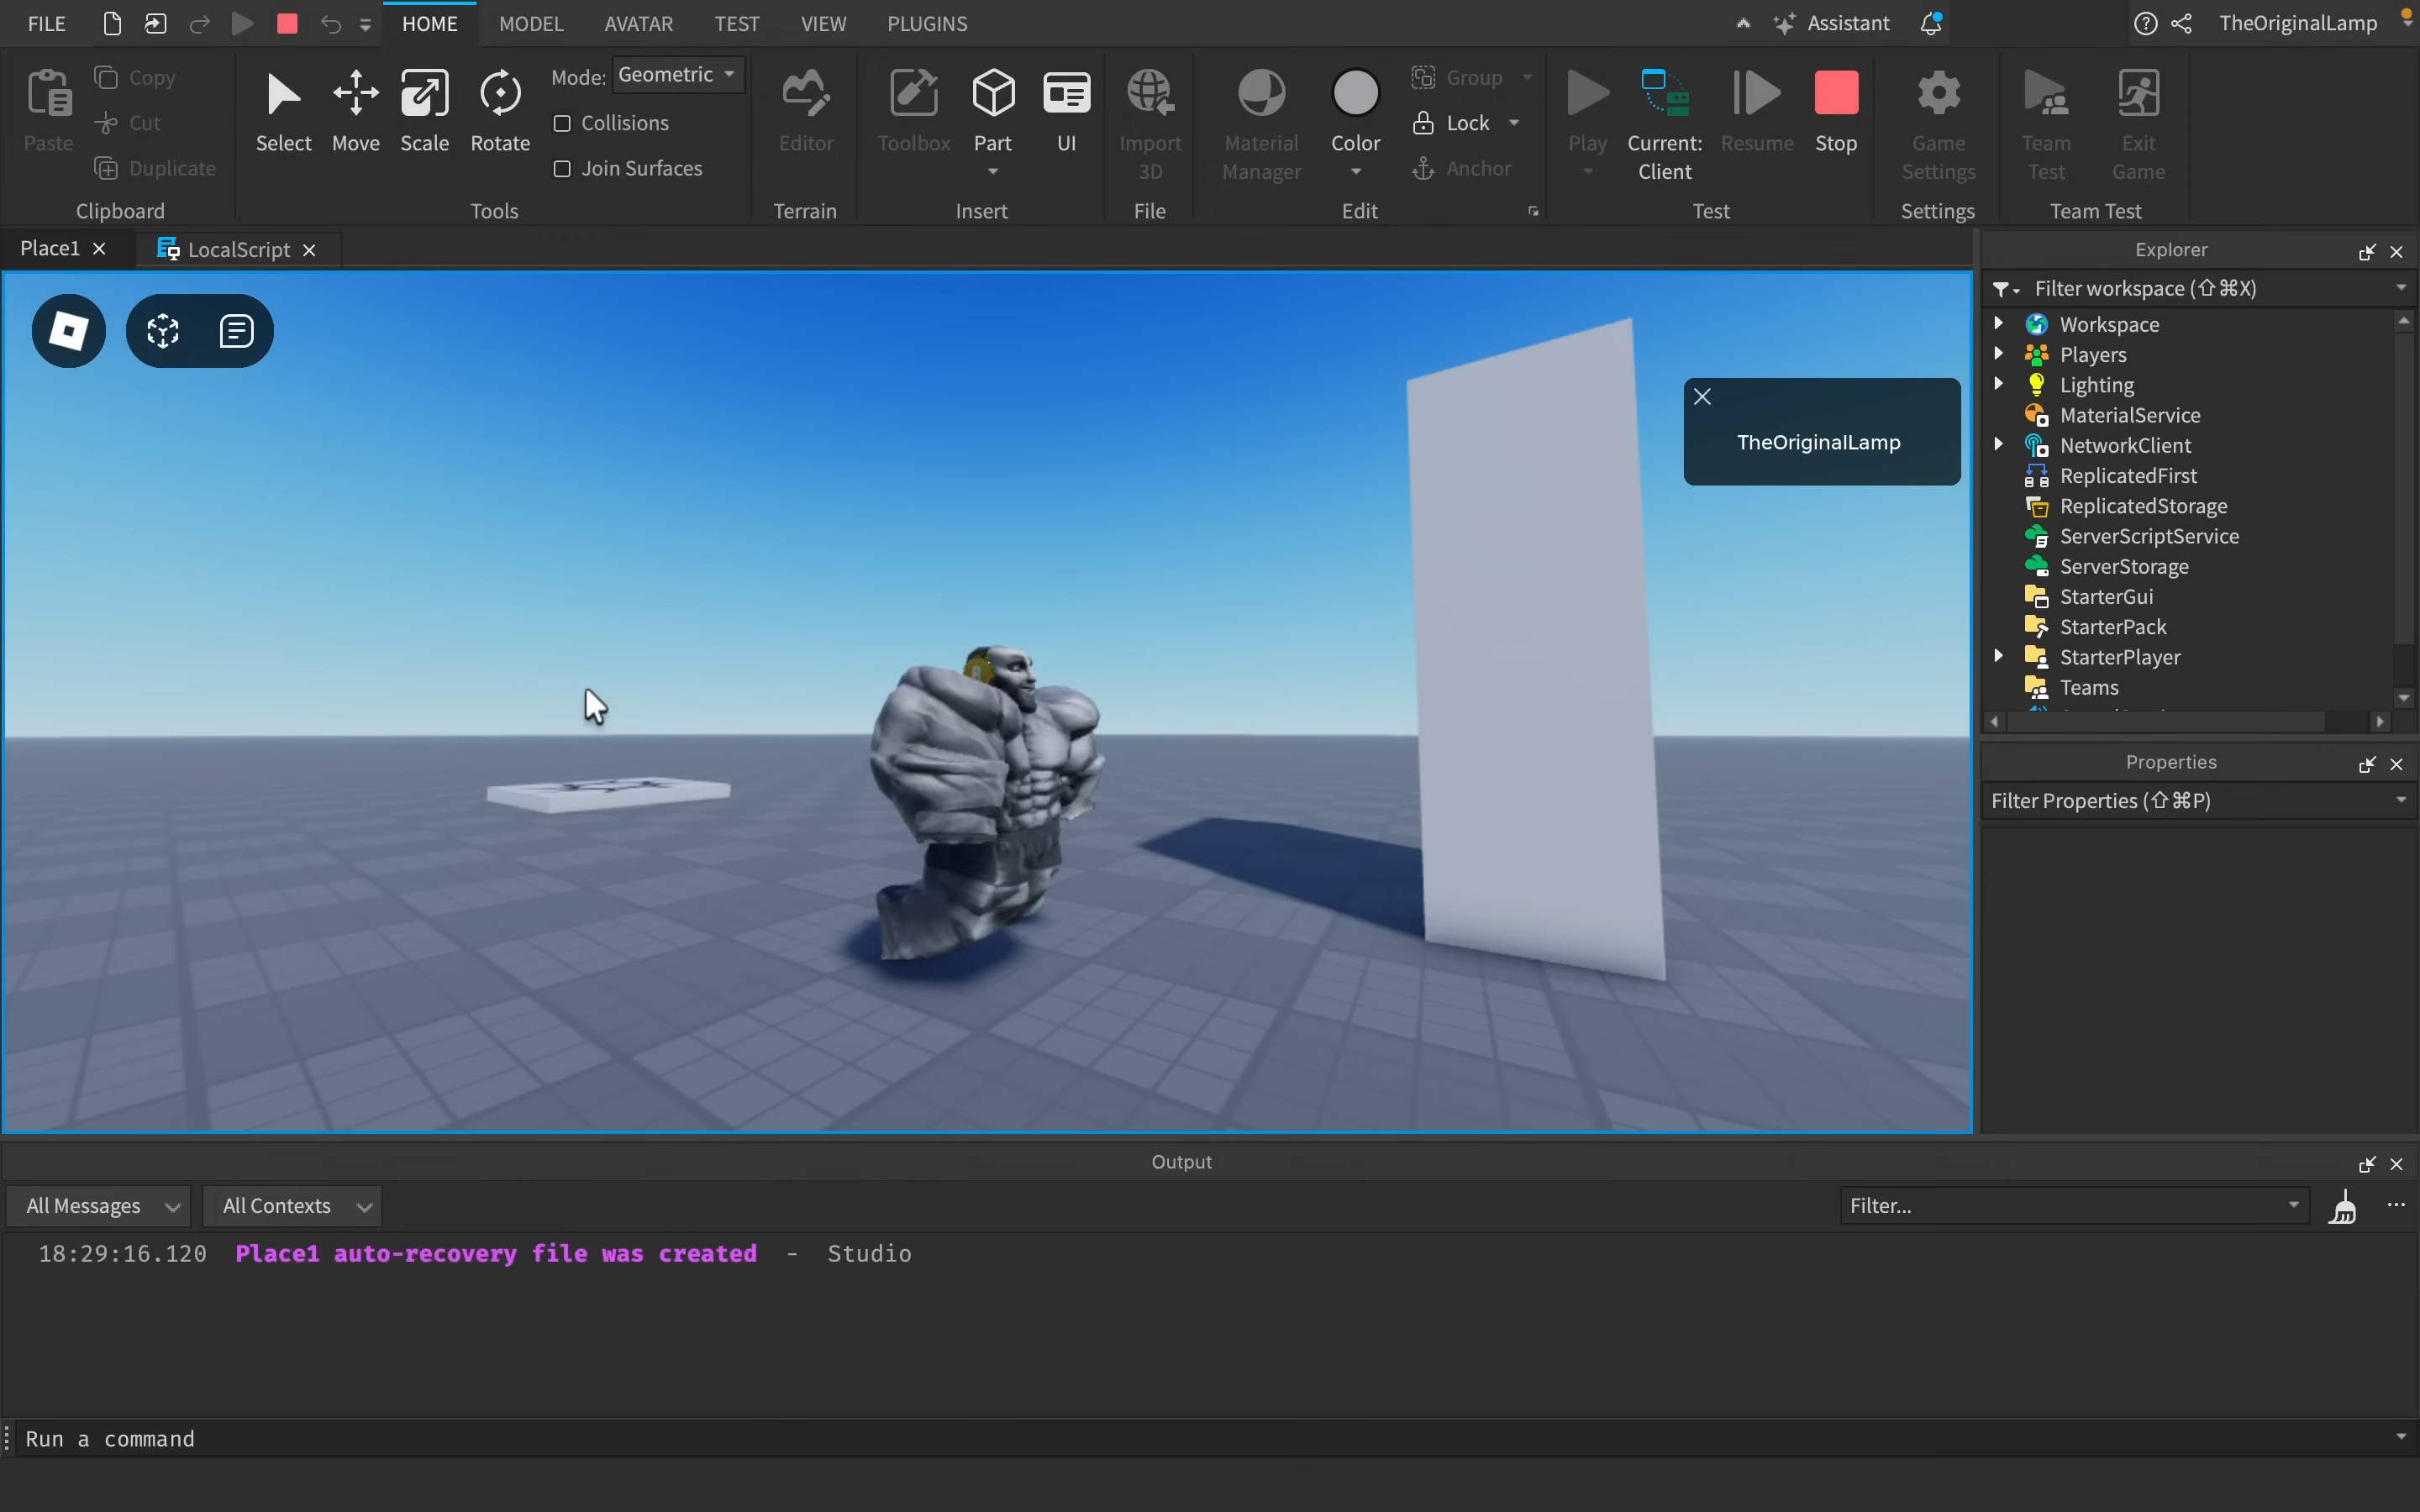 FILE HOME MODEL AVATAR TEST VIEW PLUGINS Assistant TheOriginalLamp
Paste
Copy
Cut
Duplicate
Clipboard
Select Move Scale Rotate
Mode: Geometric
Collisions
Join Surfaces
Tools
Editor
Terrain
Toolbox Part UI
Insert
Import
3D
File
Material
Manager
Color
Group
Lock
Anchor
Edit
Play
Current:
Client
Resume Stop
Test
Game
Settings
Settings
Team
Test
Exit
Game
Team Test
Place1 LocalScript
TheOriginalLamp
Explorer
Filter workspace (⇧⌘X)
Workspace
Players
Lighting
MaterialService
NetworkClient
ReplicatedFirst
ReplicatedStorage
ServerScriptService
ServerStorage
StarterGui
StarterPack
StarterPlayer
Teams
Properties
Filter Properties (⇧⌘P)
Output
All Messages All Contexts Filter...
18:29:16.120 Place1 auto-recovery file was created - Studio
Run a command